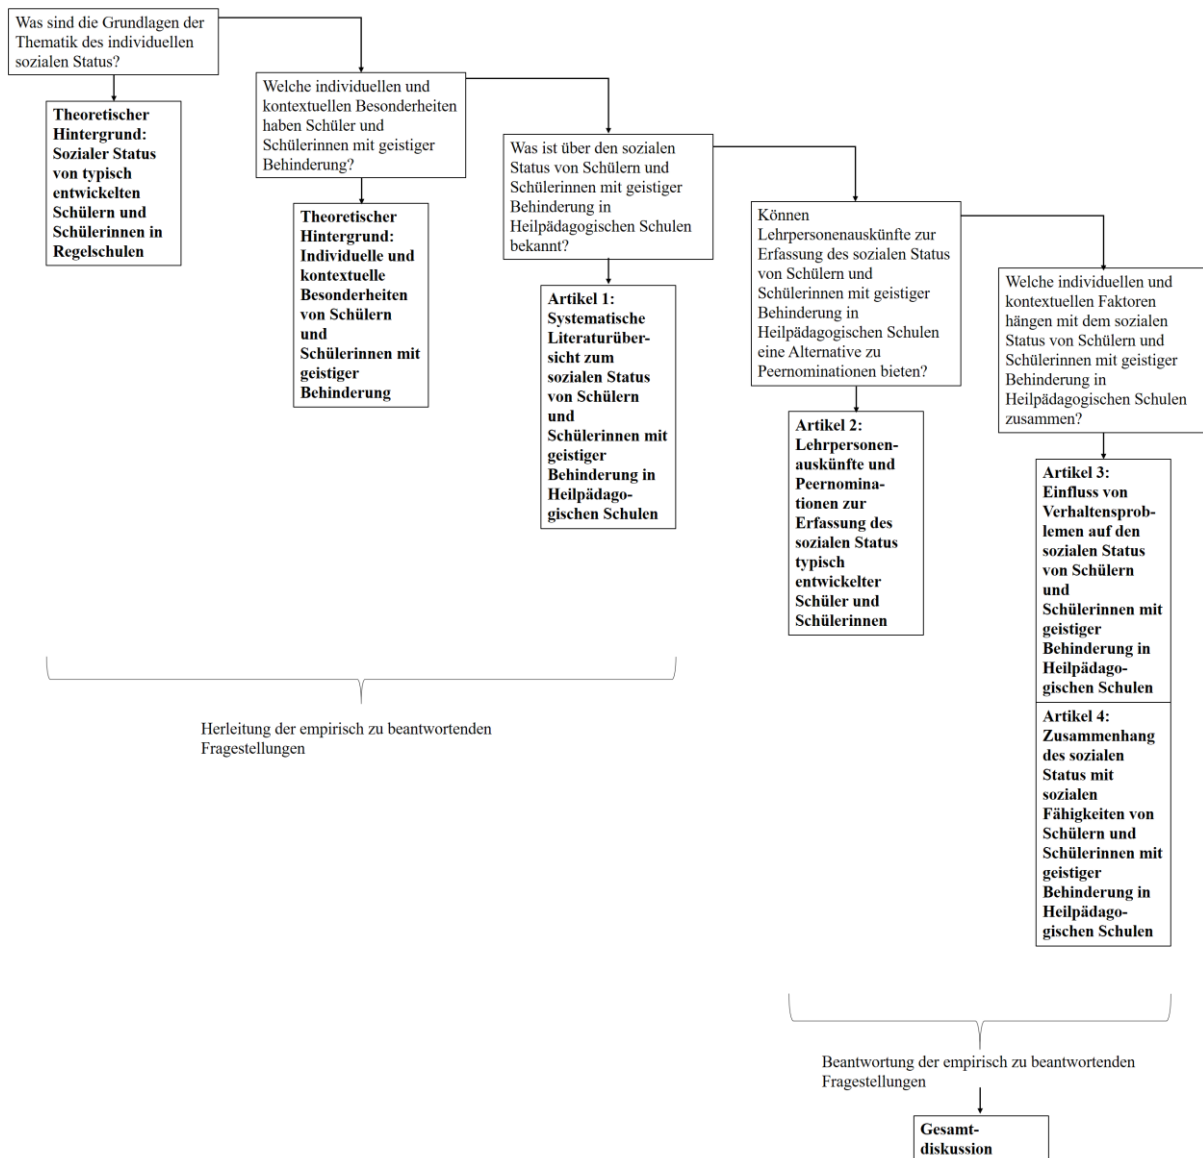 Was sind die Grundlagen der
Thematik des individuellen
sozialen Status?
Theoretischer
Hintergrund:
Sozialer Status
von typisch
entwickelten
Schülern und
Schülerinnen in
Regelschulen
Welche individuellen und
kontextuellen Besonderheiten
haben Schüler und
Schülerinnen mit geistiger
Behinderung?
Theoretischer
Hintergrund:
Individuelle und
kontextuelle
Besonderheiten
von Schülern
und
Schülerinnen mit
geistiger
Behinderung
Was ist über den sozialen
Status von Schülern und
Schülerinnen mit geistiger
Behinderung in
Heilpädagogischen Schulen
bekannt?
Artikel 1:
Systematische
Literaturüber-
sicht zum
sozialen Status
von Schülern
und
Schülerinnen mit
geistiger
Behinderung in
Heilpädago-
gischen Schulen
Können
Lehrpersonenauskünfte zur
Erfassung des sozialen Status
von Schülern und
Schülerinnen mit geistiger
Behinderung in
Heilpädagogischen Schulen
eine Alternative zu
Peernominationen bieten?
Artikel 2:
Lehrpersonen-
auskünfte und
Peernomina-
tionen zur
Erfassung des
sozialen Status
typisch
entwickelter
Schüler und
Schülerinnen
Welche individuellen und
kontextuellen Faktoren
hängen mit dem sozialen
Status von Schülern und
Schülerinnen mit geistiger
Behinderung in
Heilpädagogischen Schulen
zusammen?
Artikel 3:
Einfluss von
Verhaltensprob-
lemen auf den
sozialen Status
von Schülern
und
Schülerinnen mit
geistiger
Behinderung in
Heilpädago-
gischen Schulen
Artikel 4:
Zusammenhang
des sozialen
Status mit
sozialen
Fähigkeiten von
Schülern und
Schülerinnen mit
geistiger
Behinderung in
Heilpädago-
gischen Schulen
Herleitung der empirisch zu beantwortenden
Fragestellungen
Beantwortung der empirisch zu beantwortenden
Fragestellungen
Gesamt-
diskussion